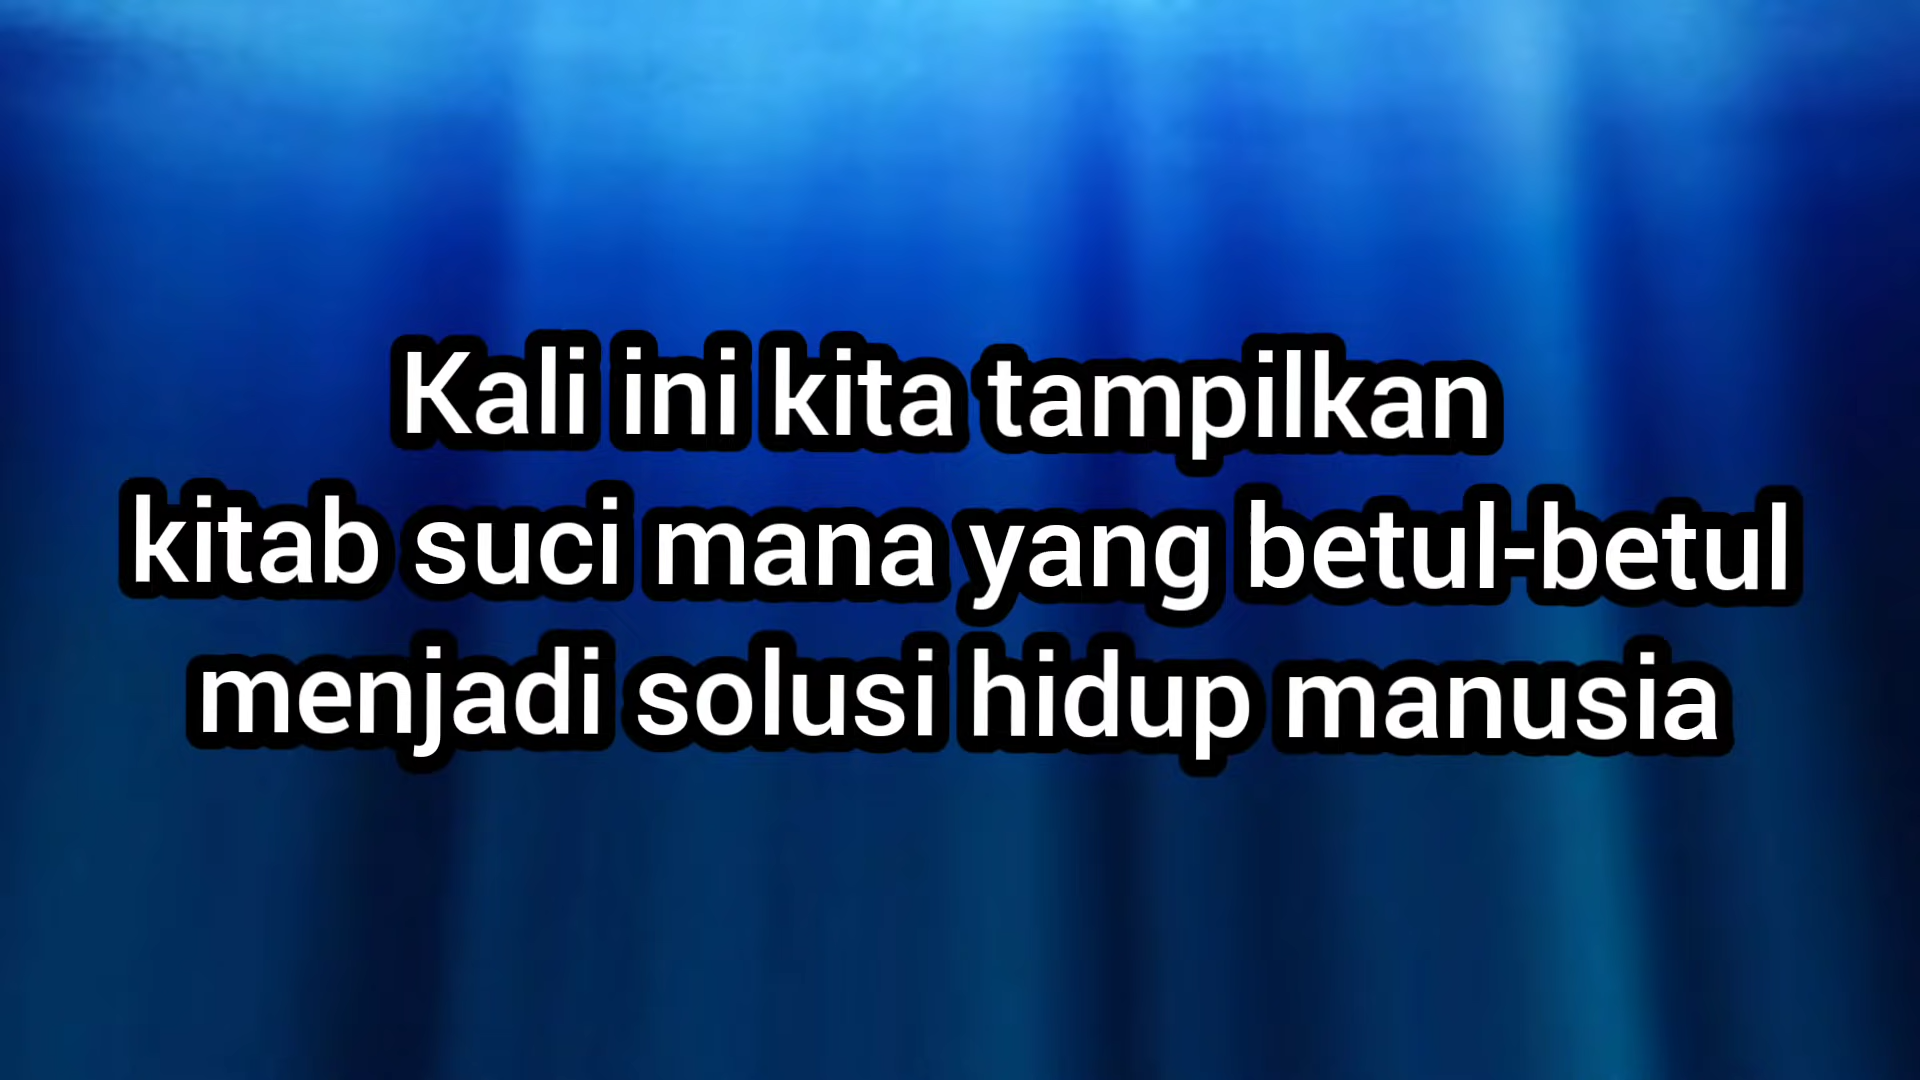 Kali ini kita tampilkan
kitab suci mana yang betul-betul
menjadi solusi hidup manusia